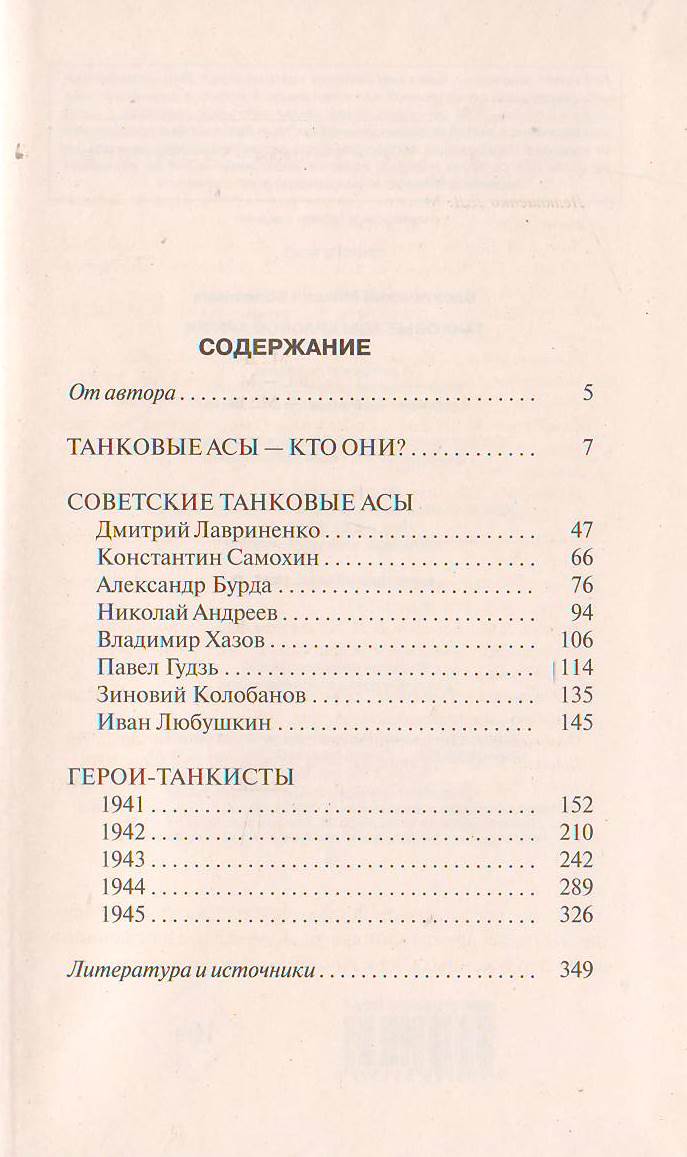 СОДЕРЖАНИЕ
От автора . . . . . . . . . . . . . . . . . . . . . . . . . . . . . . . . . . 5
ТАНКОВЫЕ АСЫ — КТО ОНИ? . . . . . . . . . . . . 7
СОВЕТСКИЕ ТАНКОВЫЕ АСЫ
Дмитрий Лавриненко . . . . . . . . . . . . . . . . . . . . 47
Константин Самохин . . . . . . . . . . . . . . . . . . . . 66
Александр Бурда . . . . . . . . . . . . . . . . . . . . . . . . 76
Николай Андреев . . . . . . . . . . . . . . . . . . . . . . . . 94
Владимир Хазов . . . . . . . . . . . . . . . . . . . . . . . . . 106
Павел Гудзь . . . . . . . . . . . . . . . . . . . . . . . . . . . . . 114
Зиновий Колобанов . . . . . . . . . . . . . . . . . . . . . 135
Иван Любушкин . . . . . . . . . . . . . . . . . . . . . . . . 145
ГЕРОИ-ТАНКИСТЫ
1941 . . . . . . . . . . . . . . . . . . . . . . . . . . . . . . . . . . . . 152
1942 . . . . . . . . . . . . . . . . . . . . . . . . . . . . . . . . . . . . 210
1943 . . . . . . . . . . . . . . . . . . . . . . . . . . . . . . . . . . . . 242
1944 . . . . . . . . . . . . . . . . . . . . . . . . . . . . . . . . . . . . 289
1945 . . . . . . . . . . . . . . . . . . . . . . . . . . . . . . . . . . . . 326
Литература и источники . . . . . . . . . . . . . . . . . . . . 349